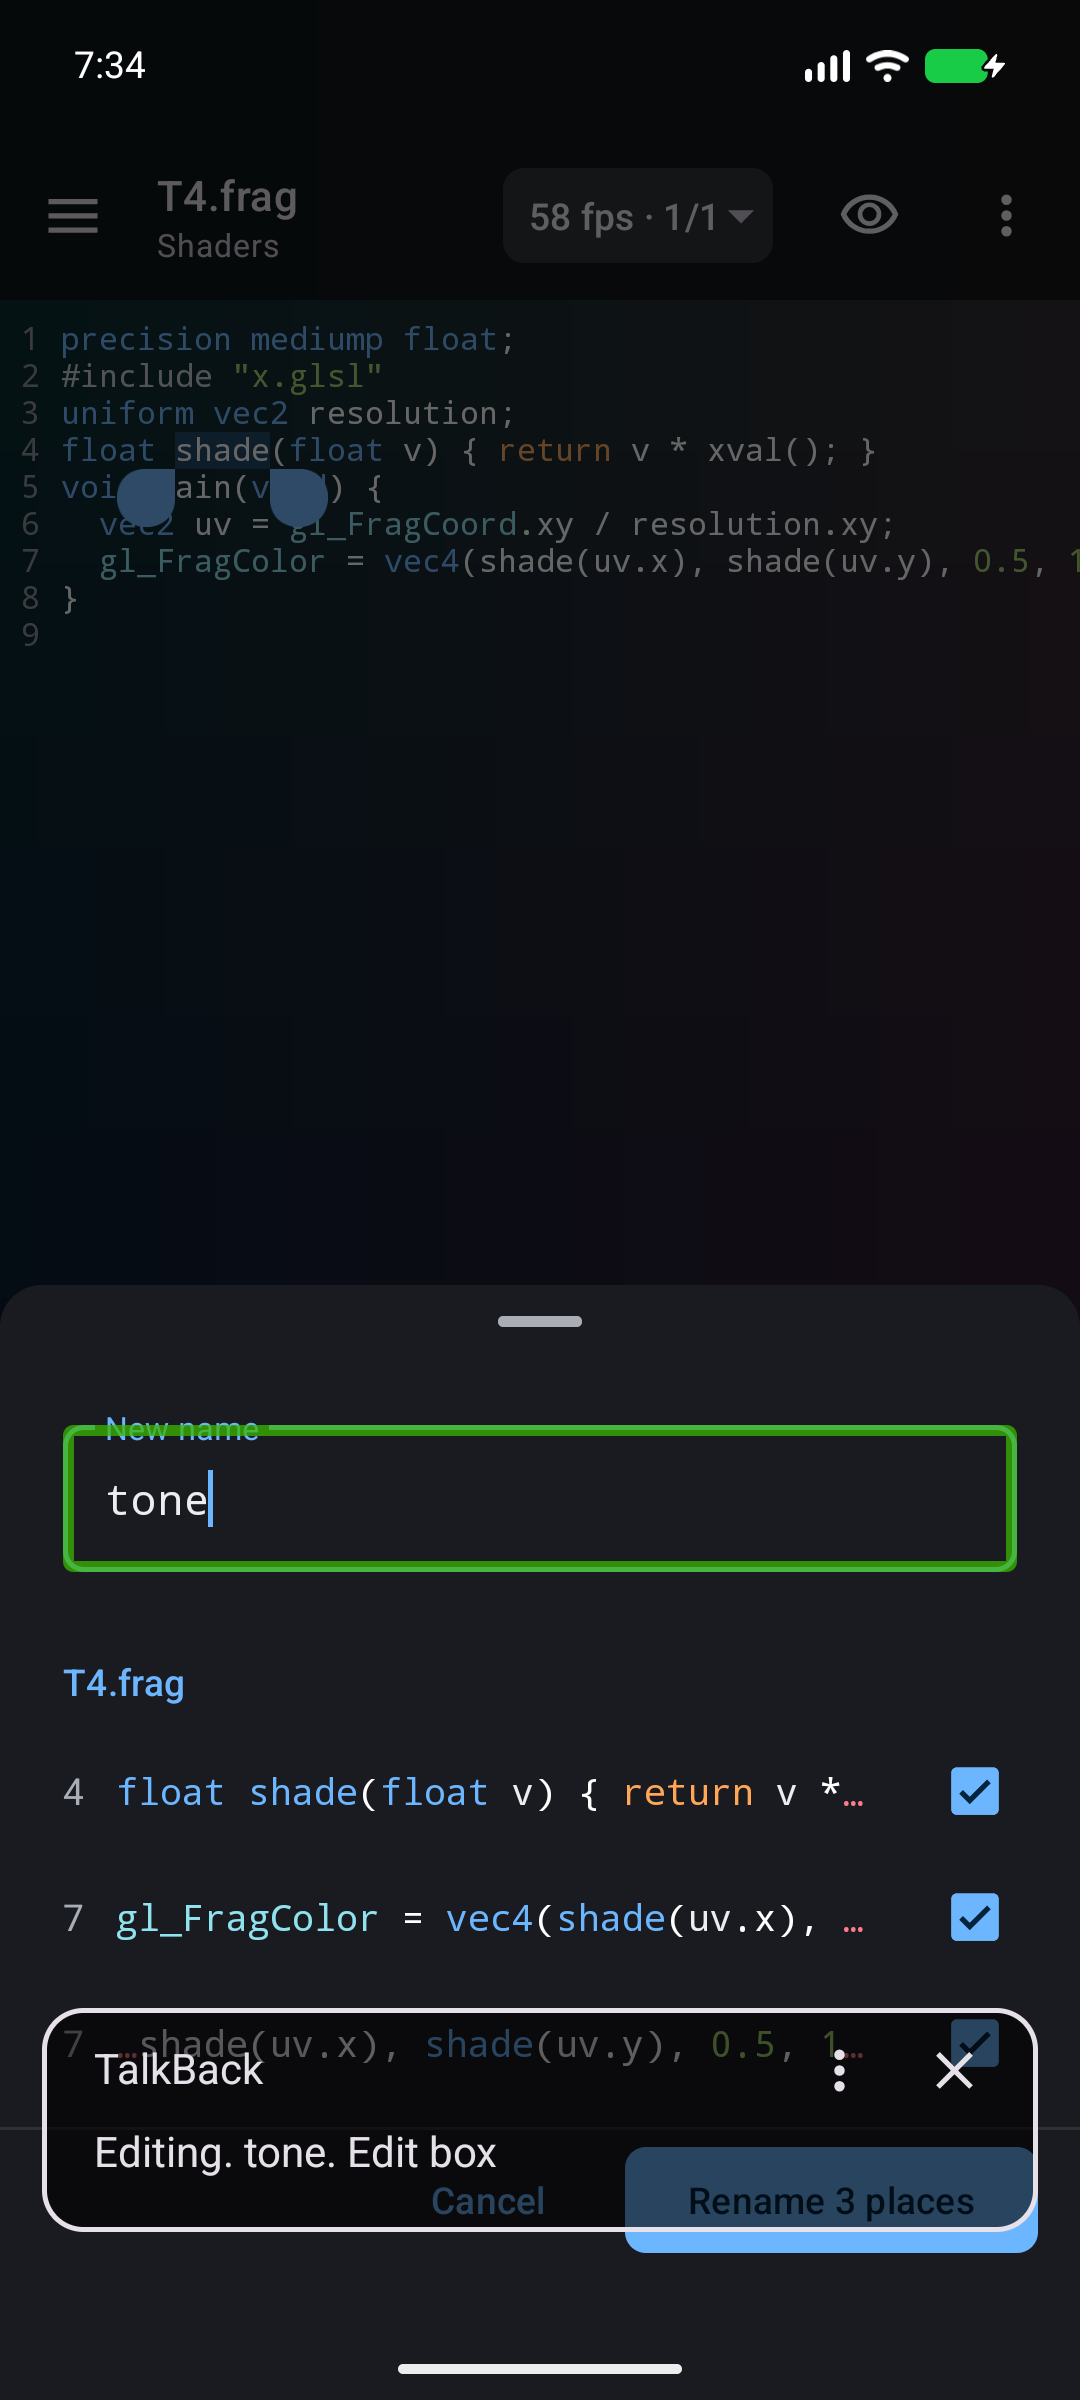 7:34
T4.frag
Shaders
58 fps · 1/1
1 precision mediump float;
2 #include "x.glsl"
3 uniform vec2 resolution;
4 float shade(float v) { return v * xval(); }
5 voi ain(v ) {
6 vec2 uv = gl_FragCoord.xy / resolution.xy;
7 gl_FragColor = vec4(shade(uv.x), shade(uv.y), 0.5, 1
8 }
9
New name
tone
T4.frag
4 float shade(float v) { return v *…
7 gl_FragColor = vec4(shade(uv.x), …
7 …shade(uv.x), shade(uv.y), 0.5, 1…
TalkBack
Editing. tone. Edit box
Cancel
Rename 3 places